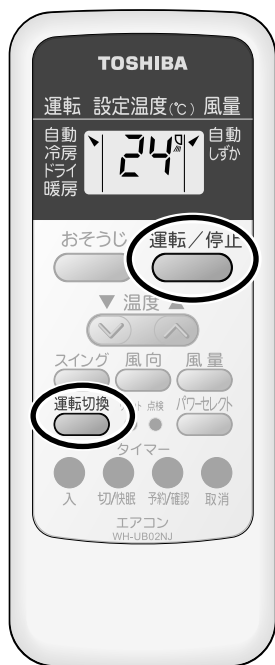 TOSHIBA
運転 設定温度(℃) 風量
自動 24 自動
冷房 しずか
ドライ
暖房
おそうじ 運転/停止
▼ 温度 ▲
スイング 風向 風量
運転切換 点検 パワーセレクト
タイマー
入 切/快眠 予約/確認 取消
エアコン
WH-UB02NJ